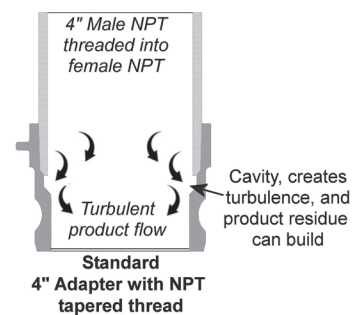 4" Male NPT
threaded into
female NPT
Cavity, creates
turbulence, and
product residue
can build
Turbulent
product flow
Standard
4" Adapter with NPT
tapered thread